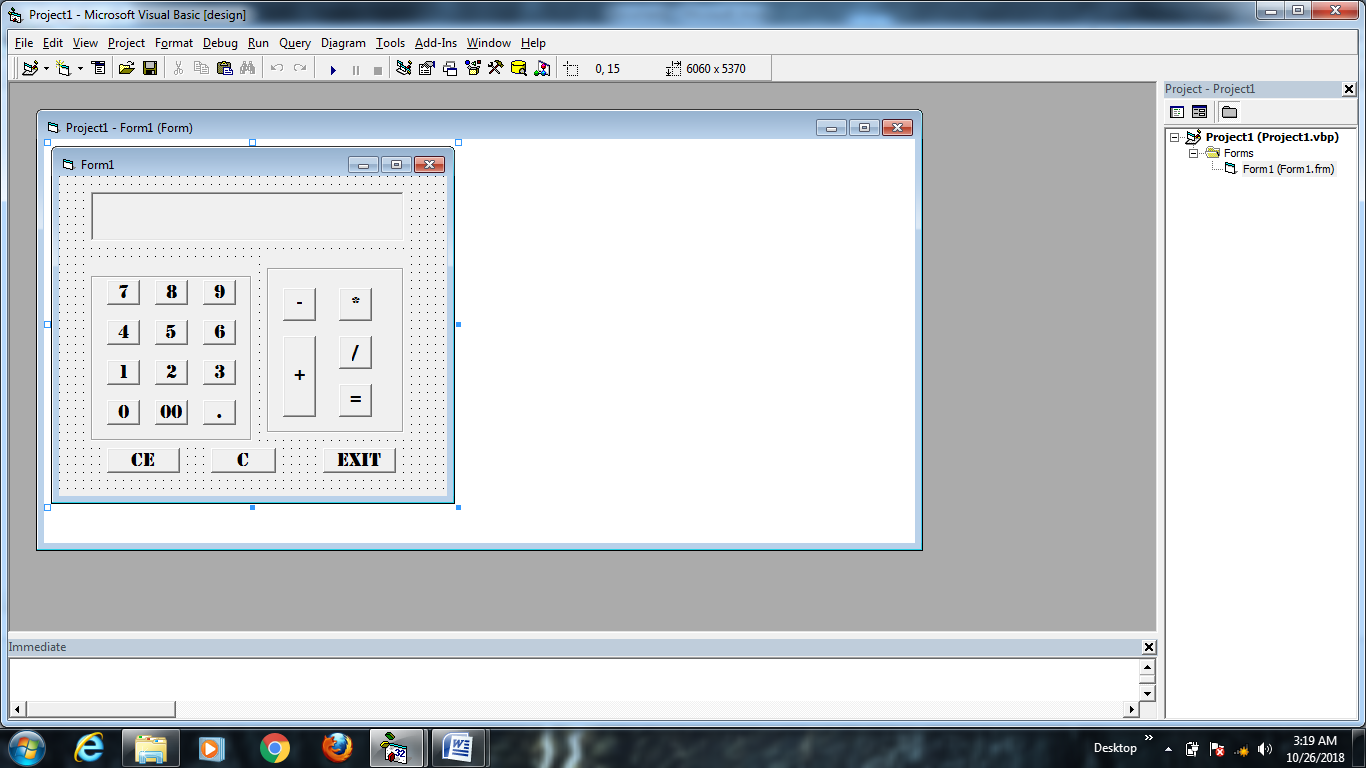 Project1 - Microsoft Visual Basic [design]
File Edit View Project Format Debug Run Query Diagram Tools Add-Ins Window Help
0, 15 6060 x 5370
Project - Project1
Project1 (Project1.vbp)
Forms
Form1 (Form1.frm)
Project1 - Form1 (Form)
Form1
7 8 9
4 5 6
1 2 3
0 00 .
- *
/
+
=
CE C EXIT
Immediate
32
Desktop
3:19 AM
10/26/2018